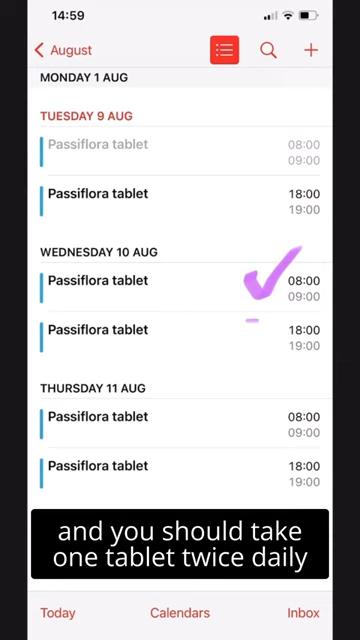 14:59
August
MONDAY 1 AUG
TUESDAY 9 AUG
Passiflora tablet 08:00
09:00
Passiflora tablet 18:00
19:00
WEDNESDAY 10 AUG
Passiflora tablet 08:00
09:00
Passiflora tablet 18:00
19:00
THURSDAY 11 AUG
Passiflora tablet 08:00
09:00
Passiflora tablet 18:00
19:00
and you should take
one tablet twice daily
Today Calendars Inbox